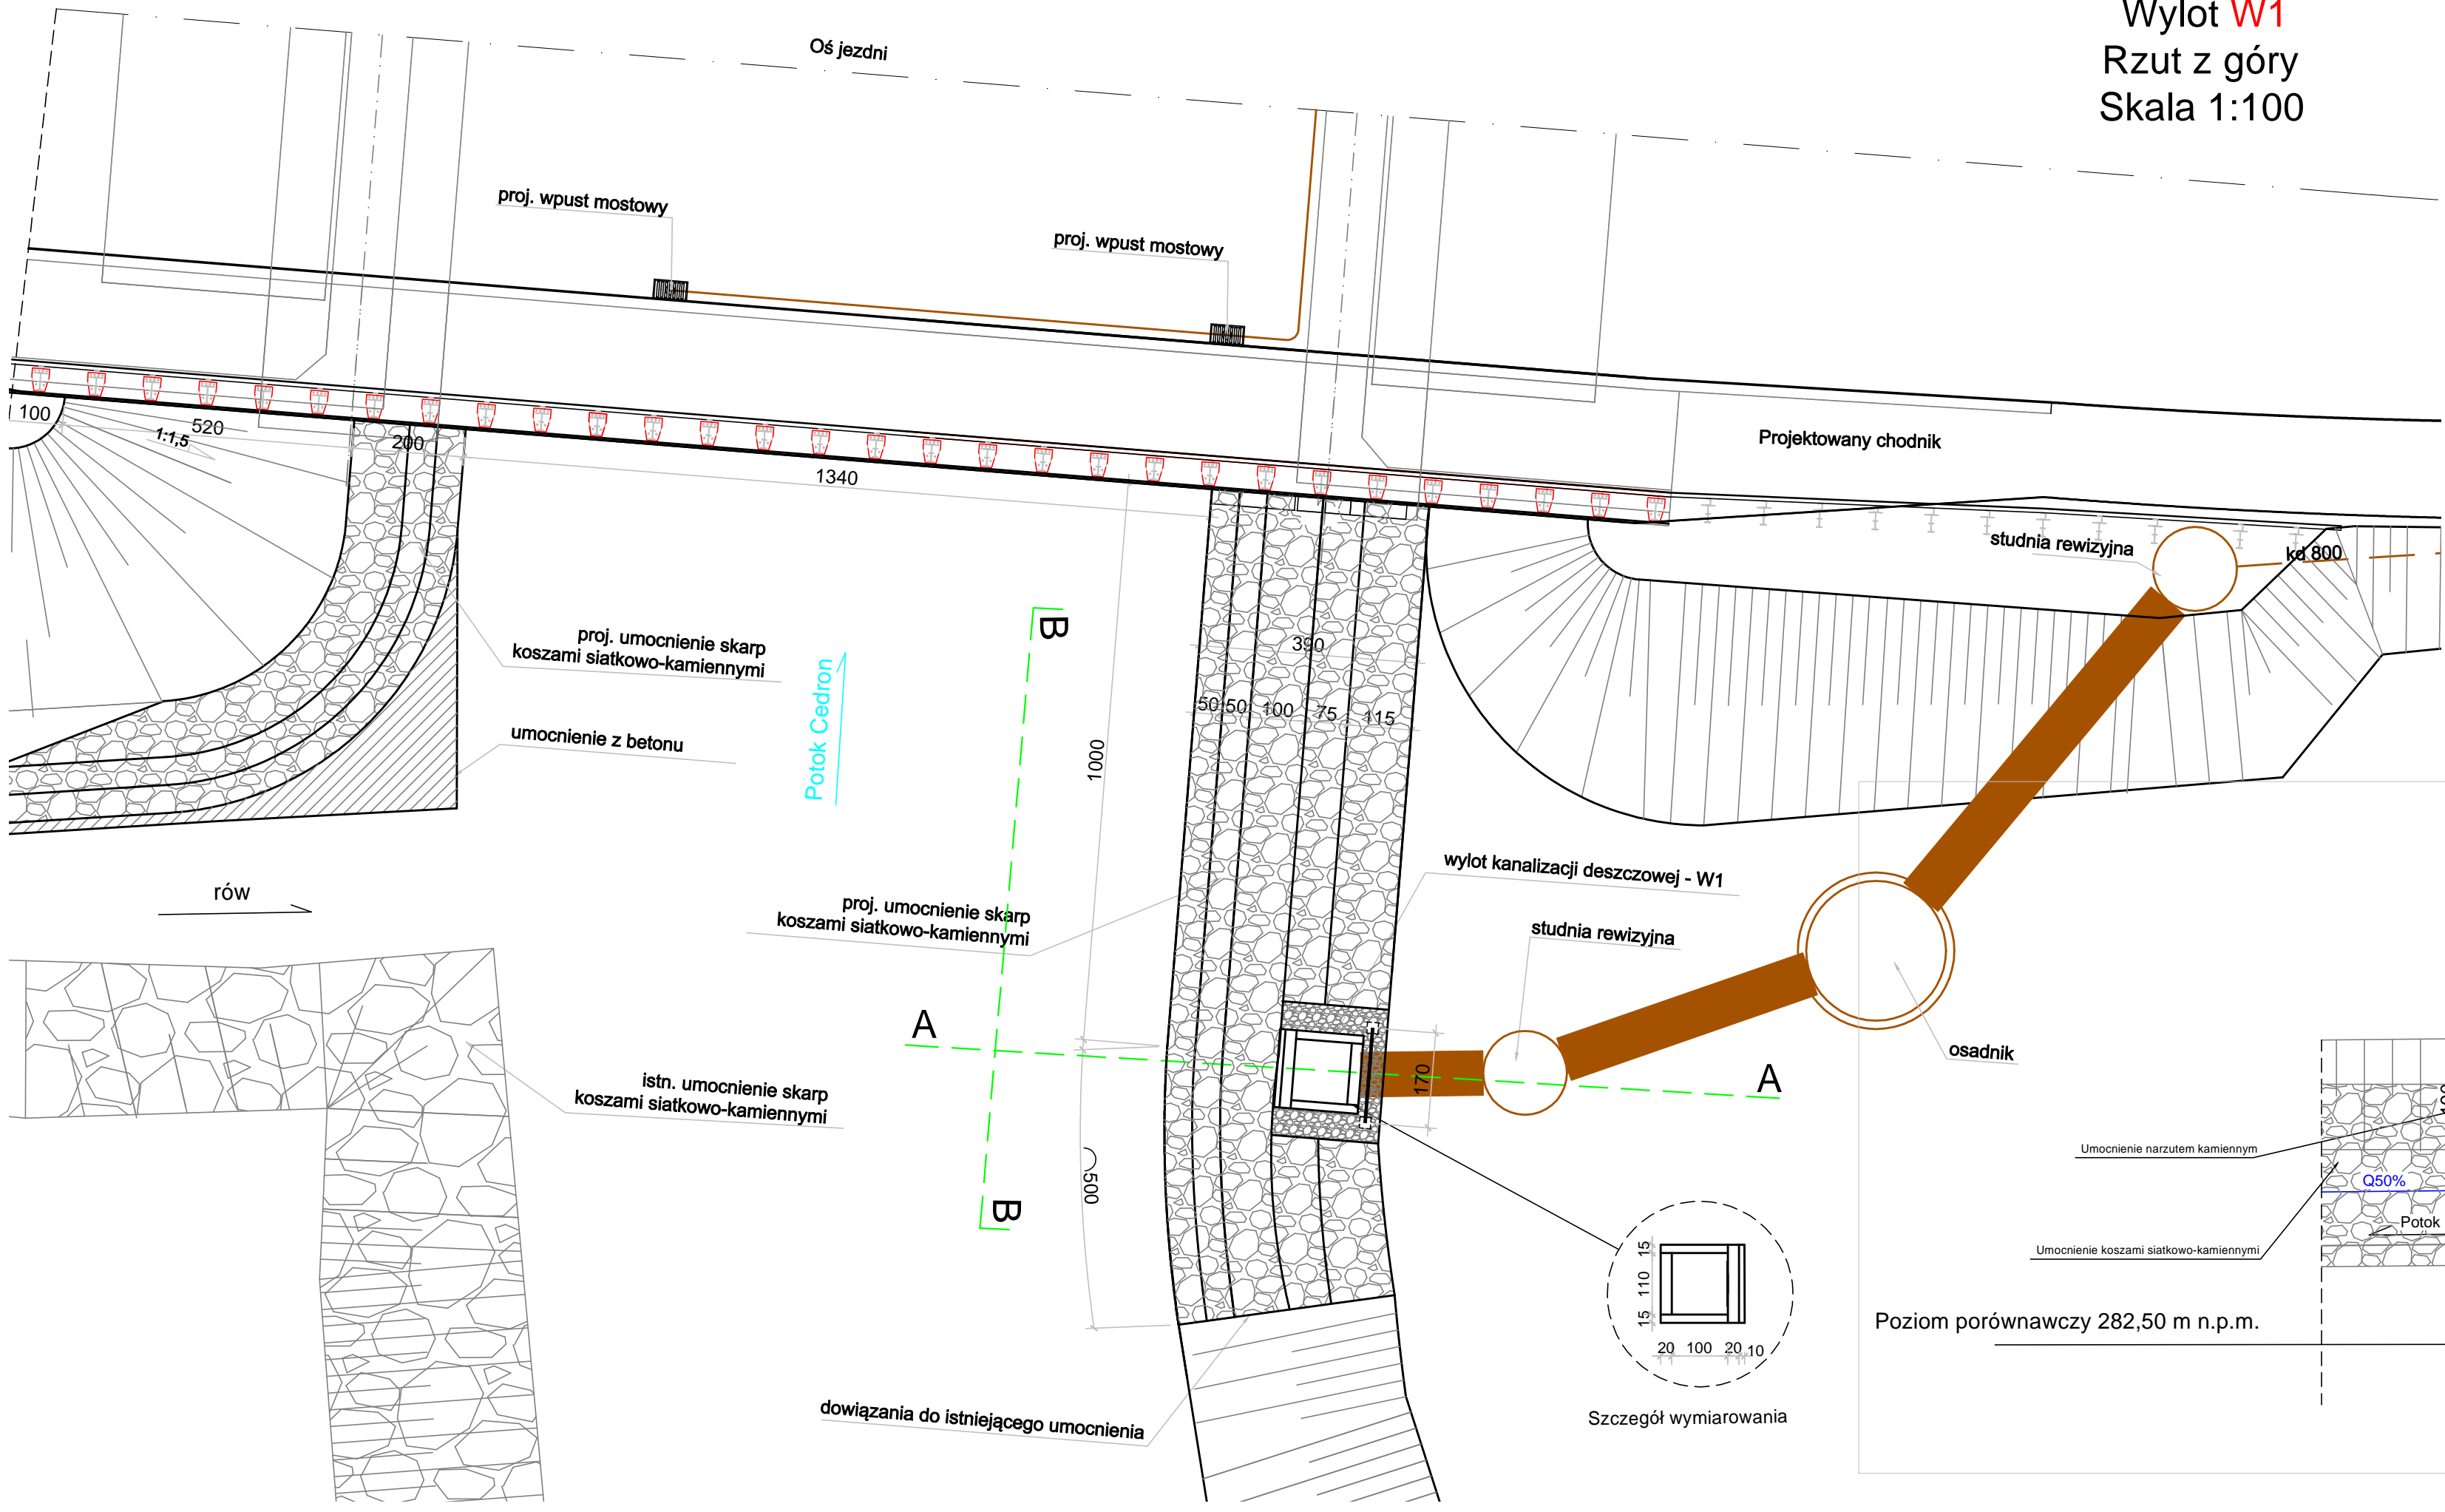 Wylot W1
Rzut z góry
Skala 1:100
Oś jezdni
proj. wpust mostowy
proj. wpust mostowy
Projektowany chodnik
100
520
1:1,5
200
1340
studnia rewizyjna
kd 800
proj. umocnienie skarp
koszami siatkowo-kamiennymi
umocnienie z betonu
Potok Cedron
B
390
50
50
100
75
115
1000
rów
proj. umocnienie skarp
koszami siatkowo-kamiennymi
wylot kanalizacji deszczowej - W1
studnia rewizyjna
osadnik
A
A
170
istn. umocnienie skarp
koszami siatkowo-kamiennymi
500
B
dowiązania do istniejącego umocnienia
15
110
15
20
100
20
10
Szczegół wymiarowania
Umocnienie narzutem kamiennym
Q50%
Potok
Umocnienie koszami siatkowo-kamiennymi
Poziom porównawczy 282,50 m n.p.m.